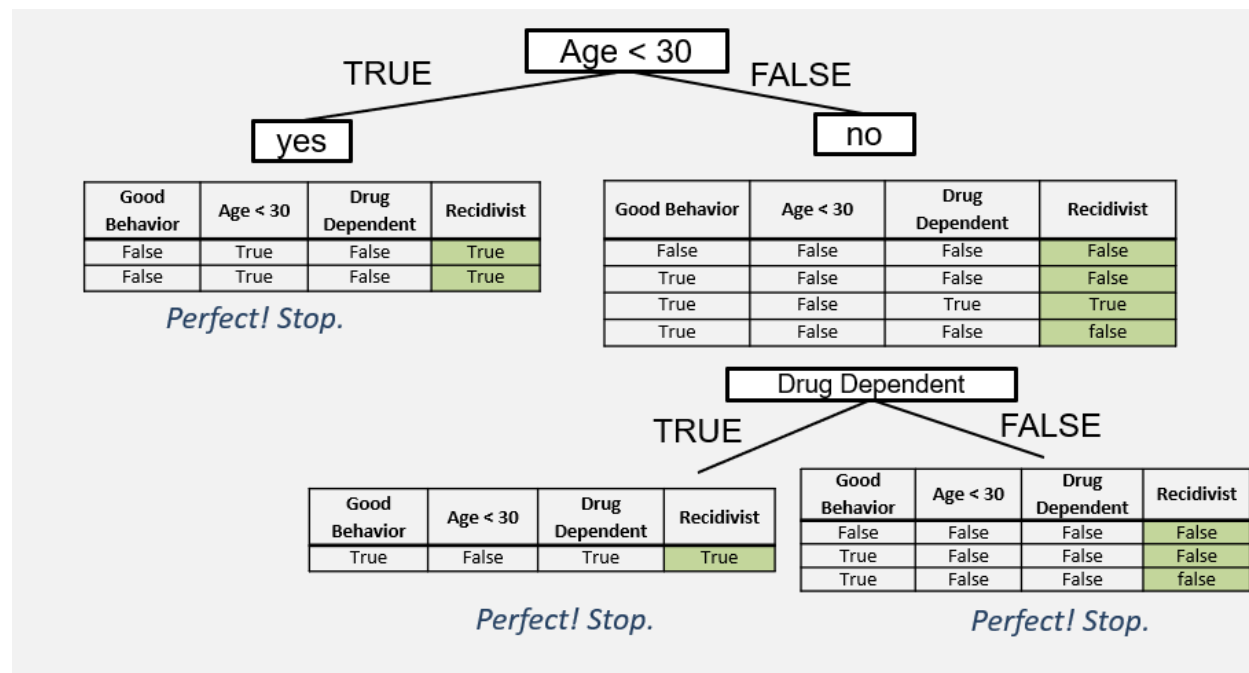 Age < 30
TRUE
FALSE
yes
no
Good Behavior Age < 30 Drug Dependent Recidivist
False True False True
False True False True
Perfect! Stop.
Good Behavior Age < 30 Drug Dependent Recidivist
False False False False
True False False False
True False True True
True False False false
Drug Dependent
TRUE
FALSE
Good Behavior Age < 30 Drug Dependent Recidivist
True False True True
Perfect! Stop.
Good Behavior Age < 30 Drug Dependent Recidivist
False False False False
True False False False
True False False false
Perfect! Stop.